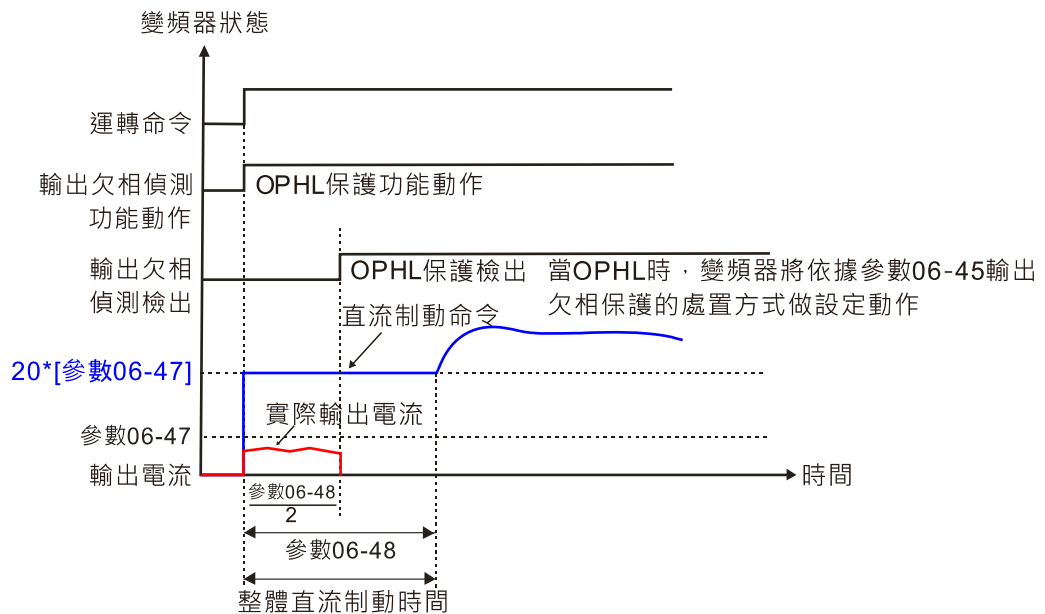 變頻器狀態
運轉命令
輸出欠相偵測
功能動作
OPHL保護功能動作
輸出欠相
偵測檢出
OPHL保護檢出
當OPHL時，變頻器將依據參數06-45輸出
欠相保護的處置方式做設定動作
直流制動命令
20*[參數06-47]
實際輸出電流
參數06-47
輸出電流
時間
參數06-48
2
參數06-48
整體直流制動時間